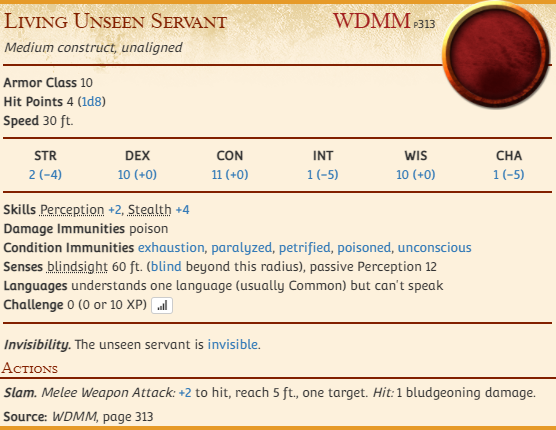 Living Unseen Servant WDMM P313
Medium construct, unaligned
Armor Class 10
Hit Points 4 (1d8)
Speed 30 ft.
STR DEX CON INT WIS CHA
2 (−4) 10 (+0) 11 (+0) 1 (−5) 10 (+0) 1 (−5)
Skills Perception +2, Stealth +4
Damage Immunities poison
Condition Immunities exhaustion, paralyzed, petrified, poisoned, unconscious
Senses blindsight 60 ft. (blind beyond this radius), passive Perception 12
Languages understands one language (usually Common) but can't speak
Challenge 0 (0 or 10 XP)
Invisibility. The unseen servant is invisible.
Actions
Slam. Melee Weapon Attack: +2 to hit, reach 5 ft., one target. Hit: 1 bludgeoning damage.
Source: WDMM, page 313